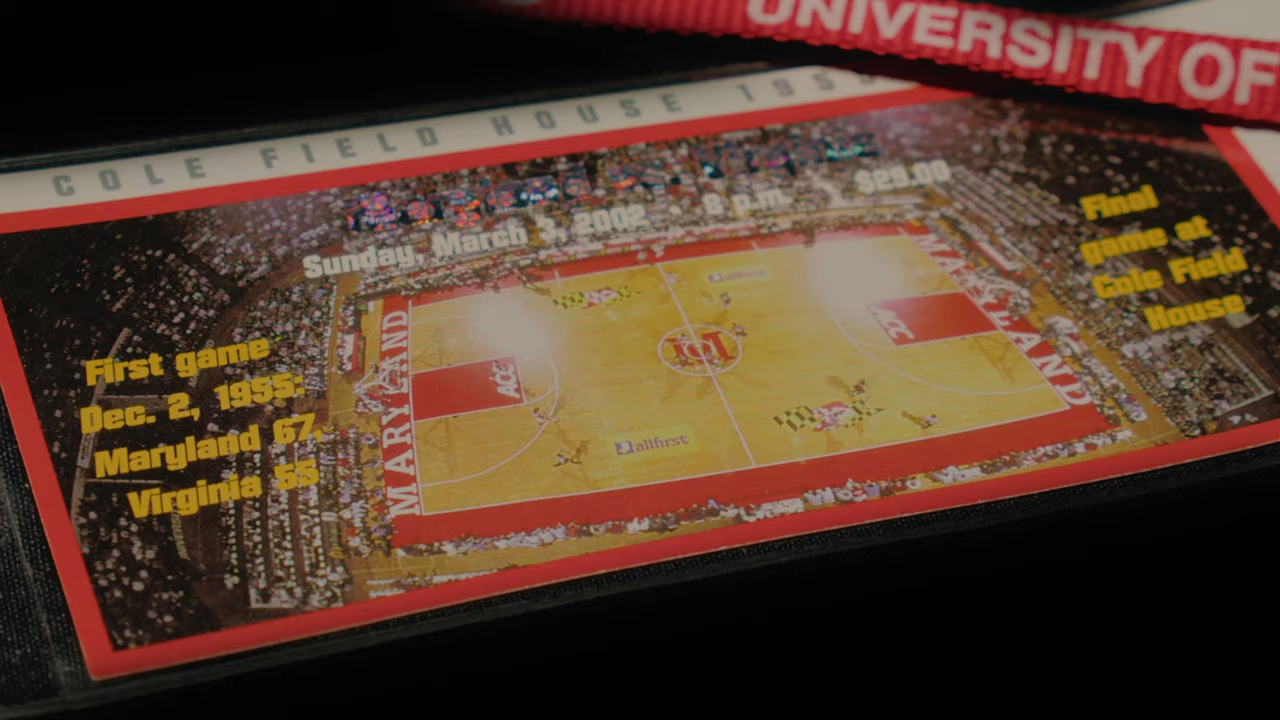 UNIVERSITY OF
COLE FIELD HOUSE 1955
Sunday, March 3, 2002 • 8 p.m. $29.00
First game
Dec. 2, 1955:
Maryland 67,
Virginia 55
Final
game at
Cole Field
House
MARYLAND
ACC
allfirst
M
allfirst
ACC
MARYLAND